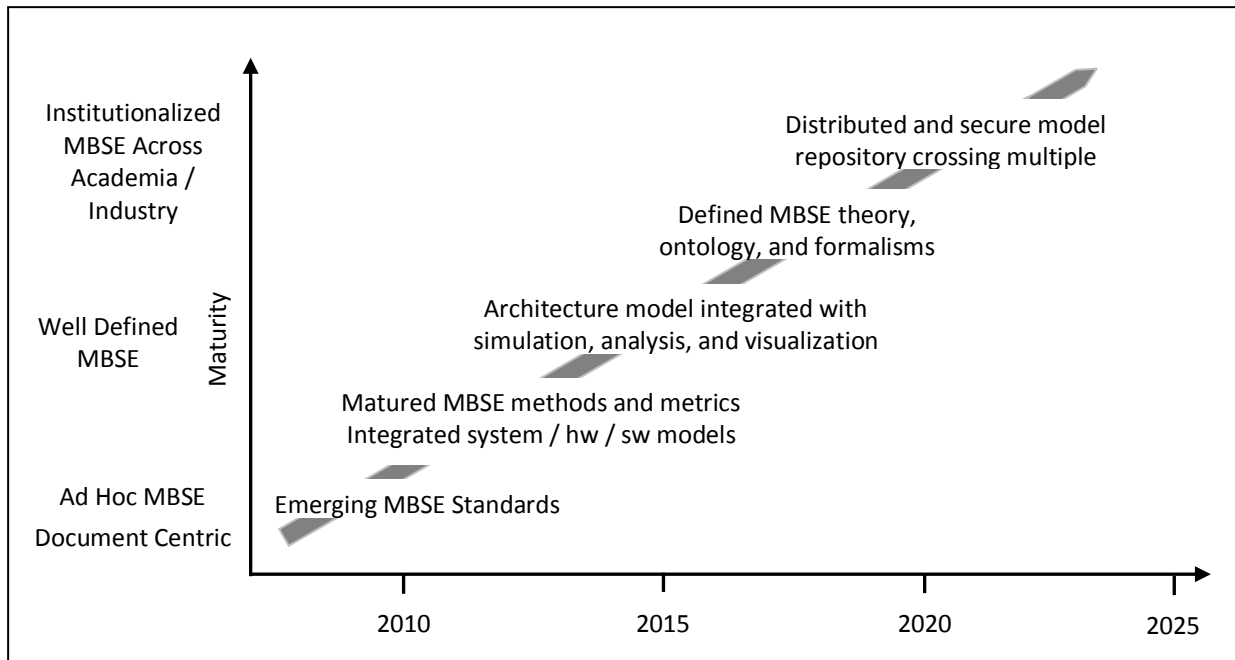 Institutionalized
MBSE Across
Academia /
Industry
Well Defined
MBSE
Ad Hoc MBSE
Document Centric
Maturity
Distributed and secure model
repository crossing multiple
Defined MBSE theory,
ontology, and formalisms
Architecture model integrated with
simulation, analysis, and visualization
Matured MBSE methods and metrics
Integrated system / hw / sw models
Emerging MBSE Standards
2010
2015
2020
2025